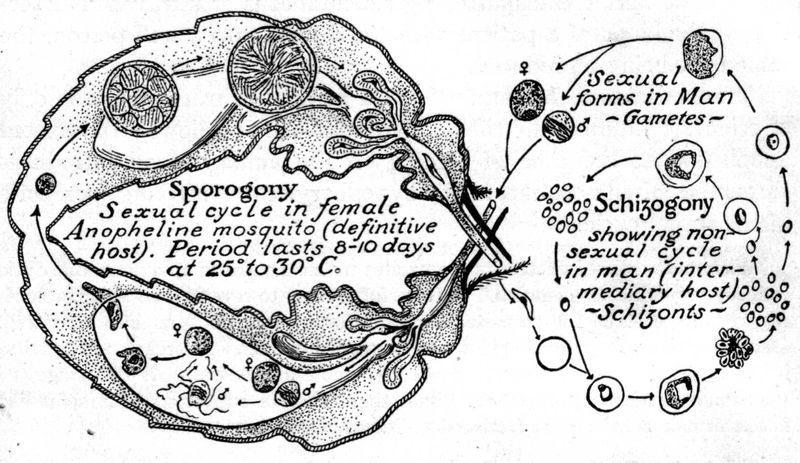 Sporogony
Sexual cycle in female
Anopheline mosquito (definitive
host). Period lasts 8-10 days
at 25° to 30° C.
♀
♂
Sexual
forms in Man
~Gametes~
Schizogony
showing non-
sexual cycle
in man (inter-
mediary host)
~Schizonts~
♀
♀
♂
♂